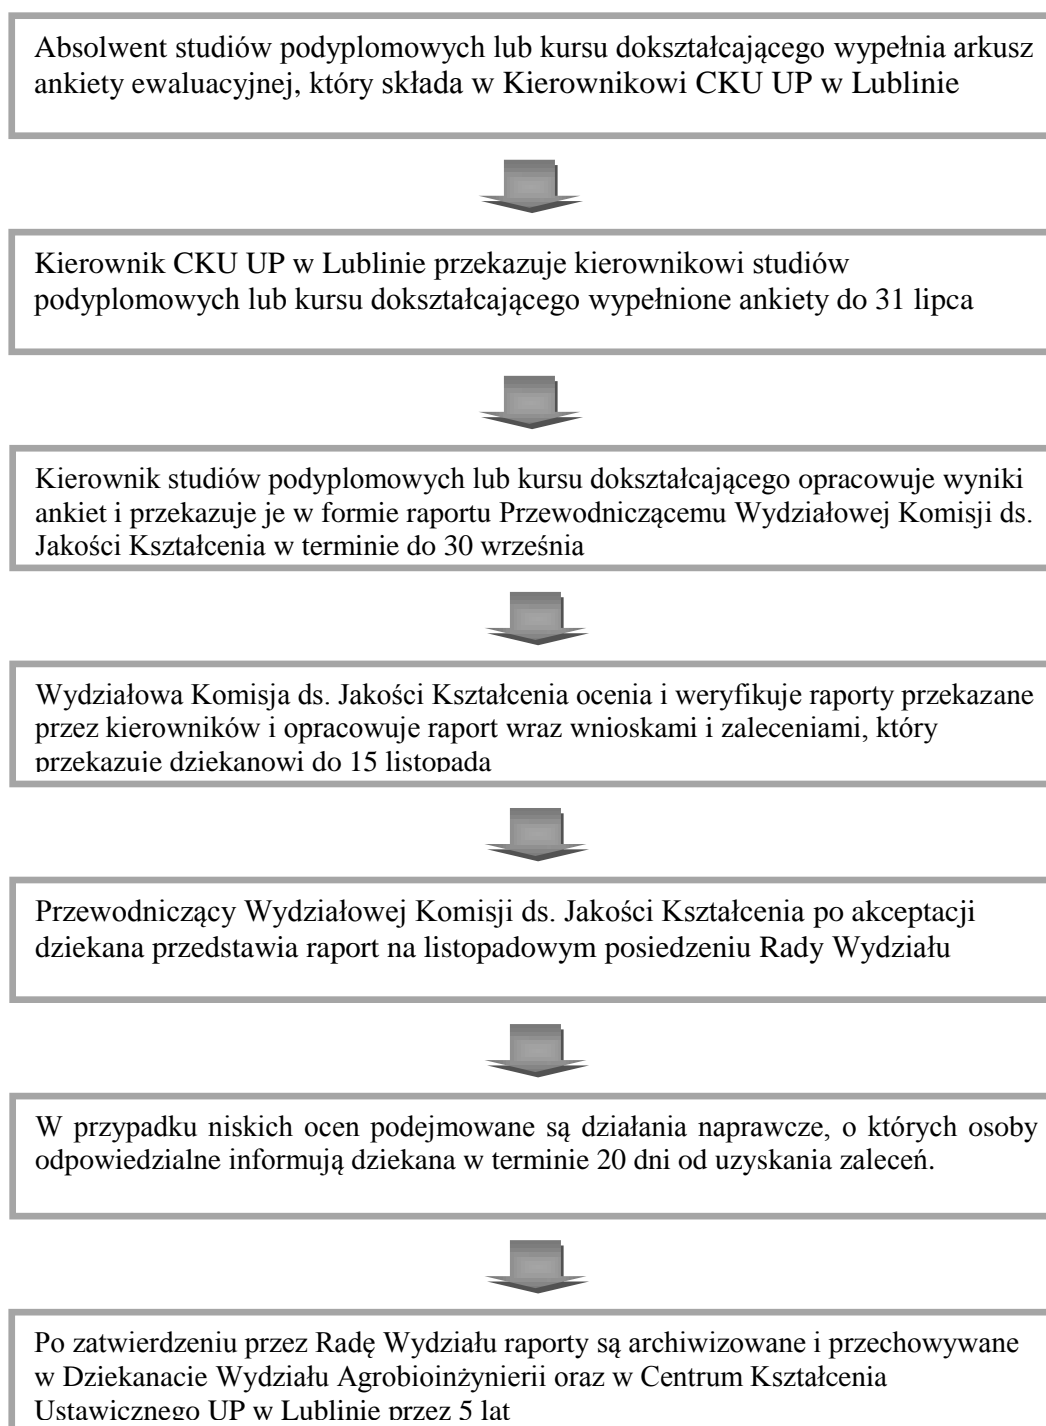 Absolwent studiów podyplomowych lub kursu dokształcającego wypełnia arkusz
ankiety ewaluacyjnej, który składa w Kierownikowi CKU UP w Lublinie
Kierownik CKU UP w Lublinie przekazuje kierownikowi studiów
podyplomowych lub kursu dokształcającego wypełnione ankiety do 31 lipca
Kierownik studiów podyplomowych lub kursu dokształcającego opracowuje wyniki
ankiet i przekazuje je w formie raportu Przewodniczącemu Wydziałowej Komisji ds.
Jakości Kształcenia w terminie do 30 września
Wydziałowa Komisja ds. Jakości Kształcenia ocenia i weryfikuje raporty przekazane
przez kierowników i opracowuje raport wraz wnioskami i zaleceniami, który
przekazuje dziekanowi do 15 listopada
Przewodniczący Wydziałowej Komisji ds. Jakości Kształcenia po akceptacji
dziekana przedstawia raport na listopadowym posiedzeniu Rady Wydziału
W przypadku niskich ocen podejmowane są działania naprawcze, o których osoby
odpowiedzialne informują dziekana w terminie 20 dni od uzyskania zaleceń.
Po zatwierdzeniu przez Radę Wydziału raporty są archiwizowane i przechowywane
w Dziekanacie Wydziału Agrobioinżynierii oraz w Centrum Kształcenia
Ustawicznego UP w Lublinie przez 5 lat